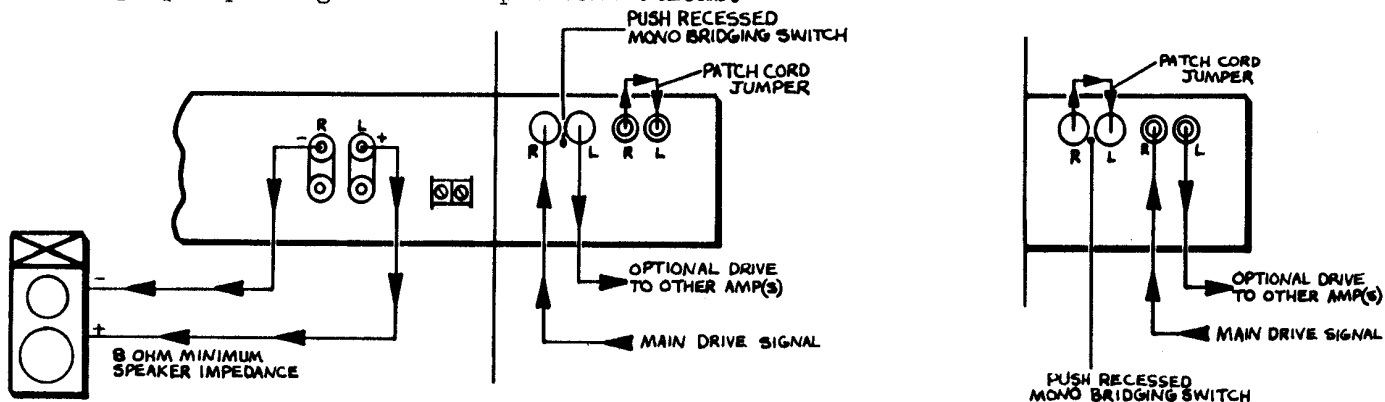 PUSH RECESSED
MONO BRIDGING SWITCH
PATCH CORD
JUMPER
R L
- +
R L R L
OPTIONAL DRIVE
TO OTHER AMP(S)
MAIN DRIVE SIGNAL
-
+
8 OHM MINIMUM
SPEAKER IMPEDANCE
PATCH CORD
JUMPER
R L R L
OPTIONAL DRIVE
TO OTHER AMP(S)
MAIN DRIVE SIGNAL
PUSH RECESSED
MONO BRIDGING SWITCH